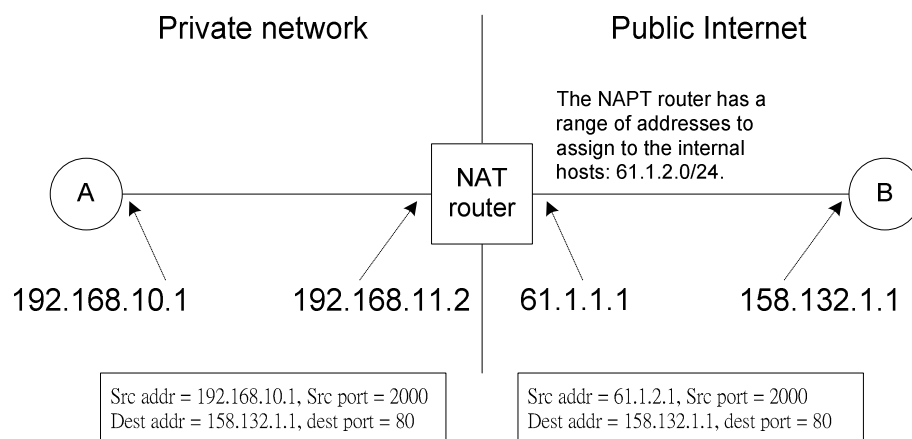 Private network
Public Internet
The NAPT router has a
range of addresses to
assign to the internal
hosts: 61.1.2.0/24.
A
NAT
router
B
192.168.10.1
192.168.11.2
61.1.1.1
158.132.1.1
Src addr = 192.168.10.1, Src port = 2000
Dest addr = 158.132.1.1, dest port = 80
Src addr = 61.1.2.1, Src port = 2000
Dest addr = 158.132.1.1, dest port = 80